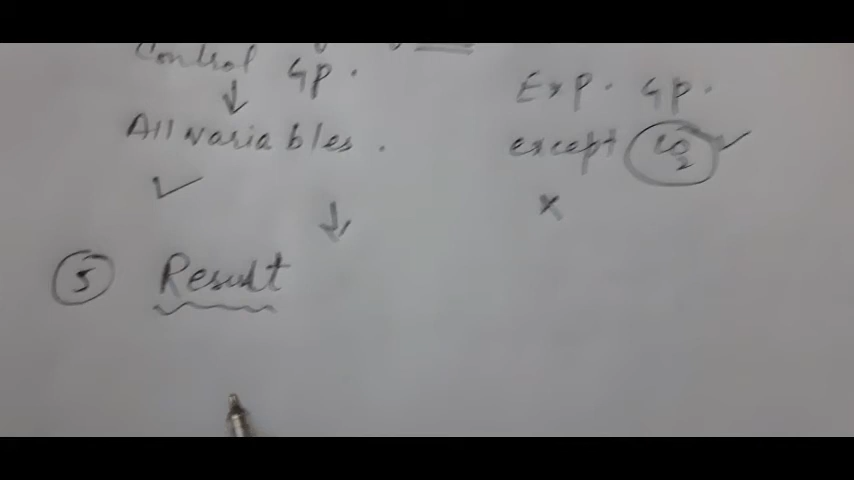 Control Gp.
Exp. Gp.
All variables.
except CO2
5 Result